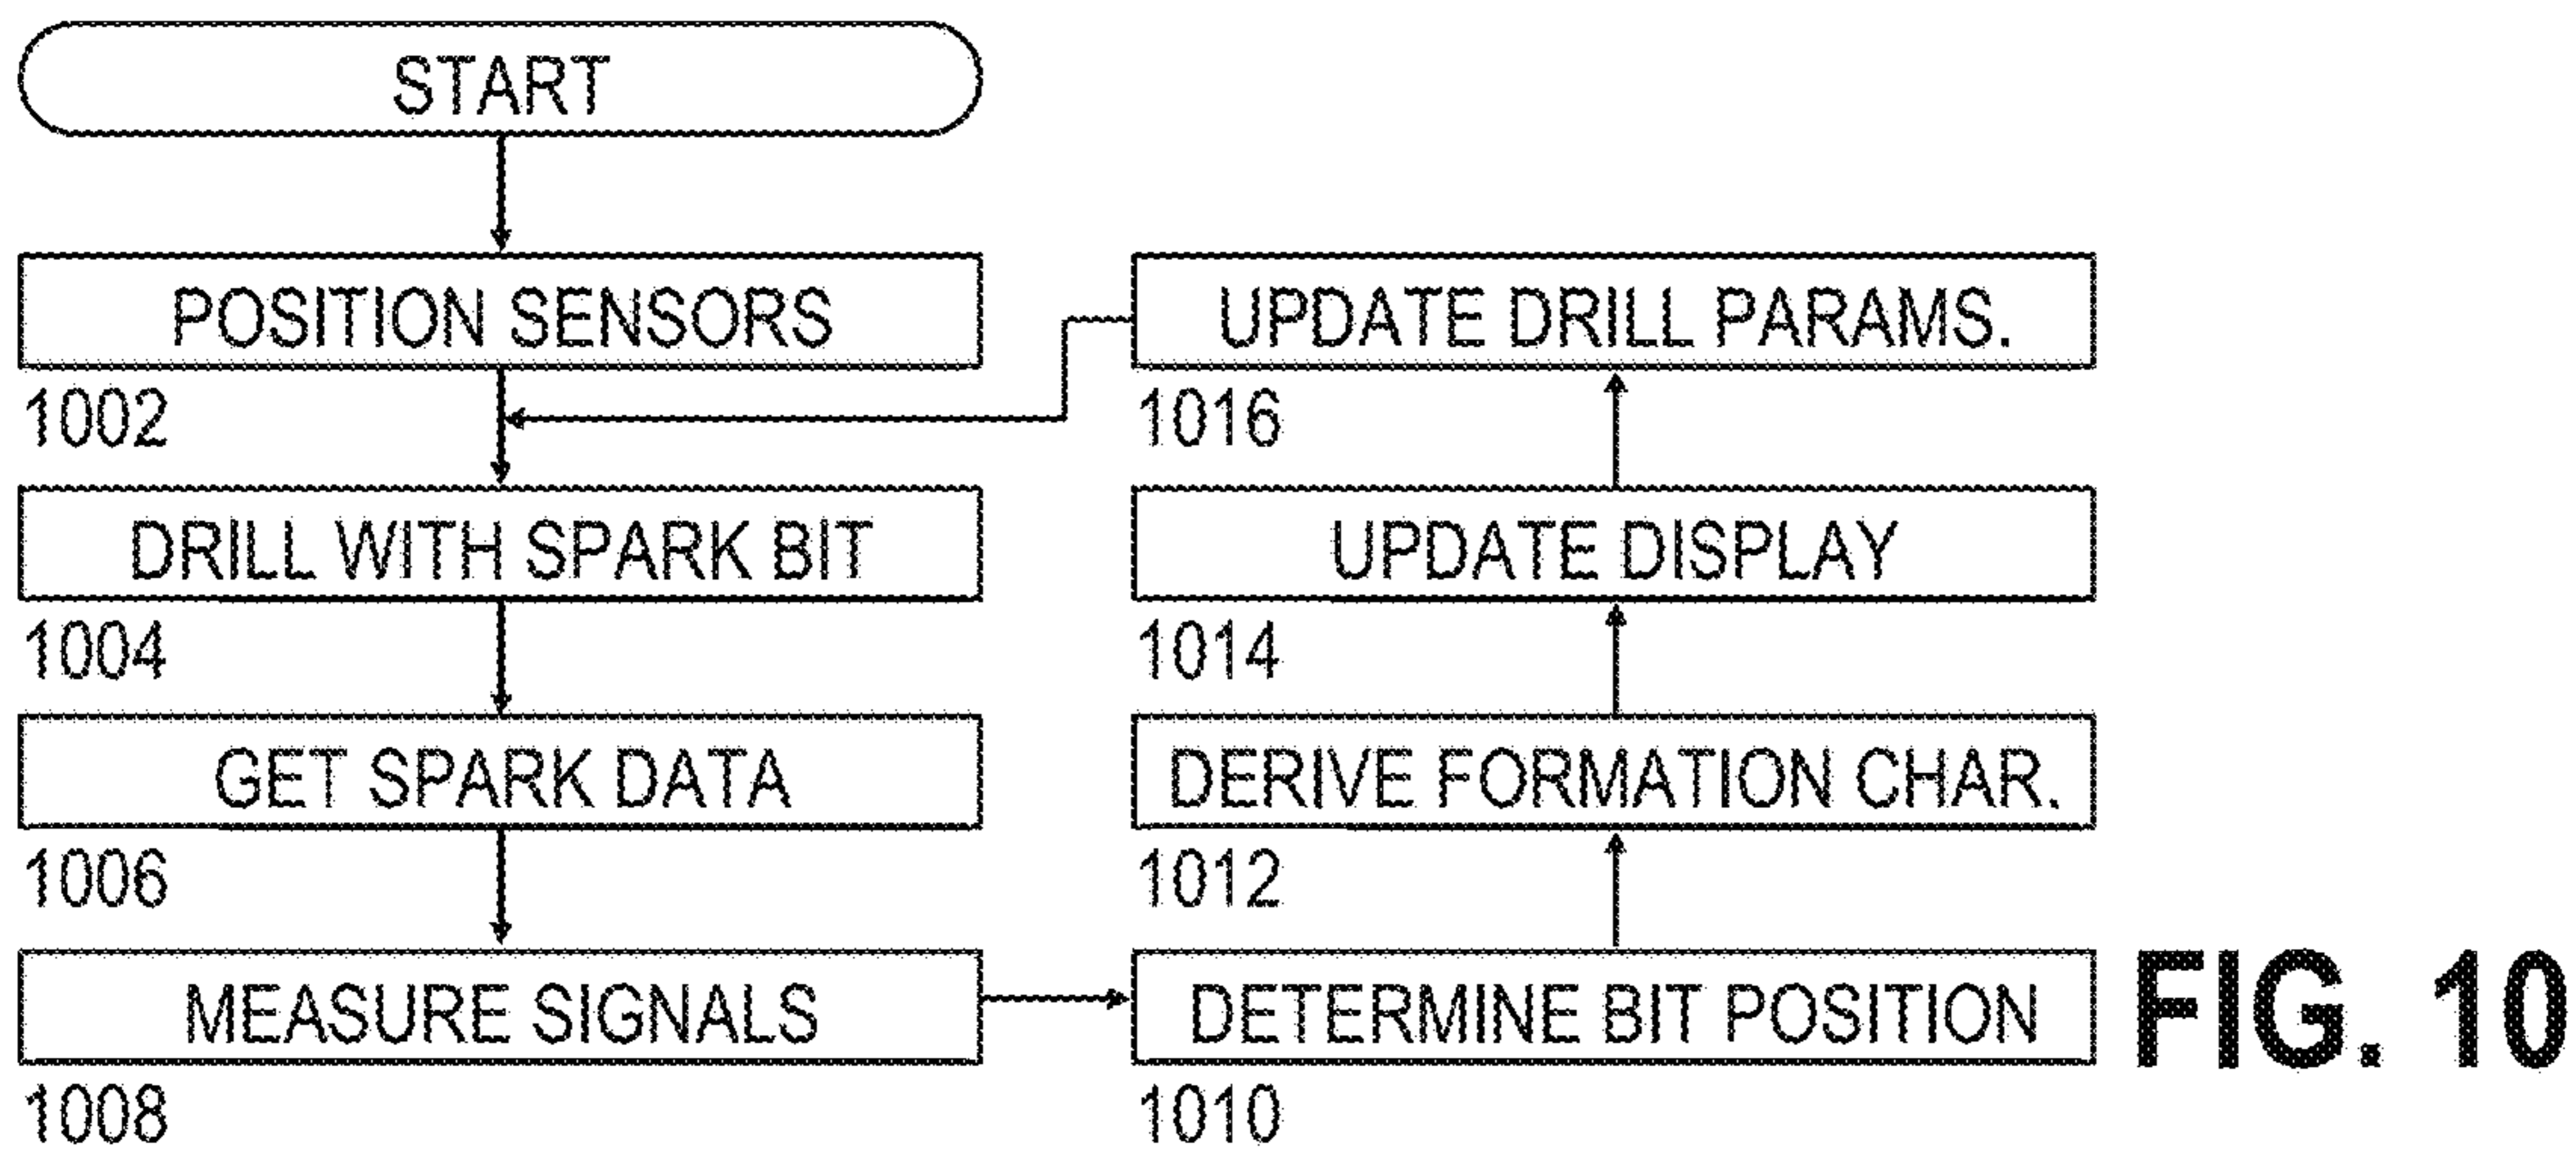 START
POSITION SENSORS
1002
DRILL WITH SPARK BIT
1004
GET SPARK DATA
1006
MEASURE SIGNALS
1008
DETERMINE BIT POSITION
1010
DERIVE FORMATION CHAR.
1012
UPDATE DISPLAY
1014
UPDATE DRILL PARAMS.
1016
FIG. 10